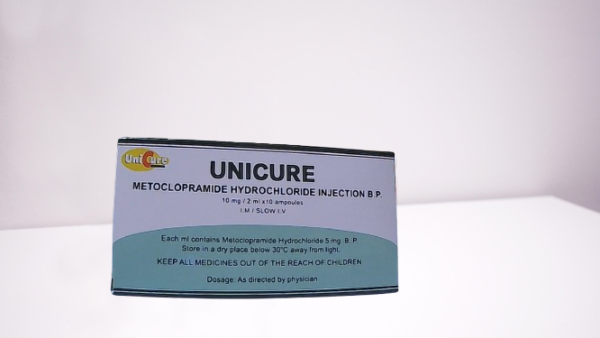 UniCure
UNICURE
METOCLOPRAMIDE HYDROCHLORIDE INJECTION B.P.
10 mg / 2 ml x10 ampoules
I.M / SLOW I.V
Each ml contains Metoclopramide Hydrochloride 5 mg B. P.
Store in a dry place below 30°C away from light.
KEEP ALL MEDICINES OUT OF THE REACH OF CHILDREN
Dosage: As directed by physician